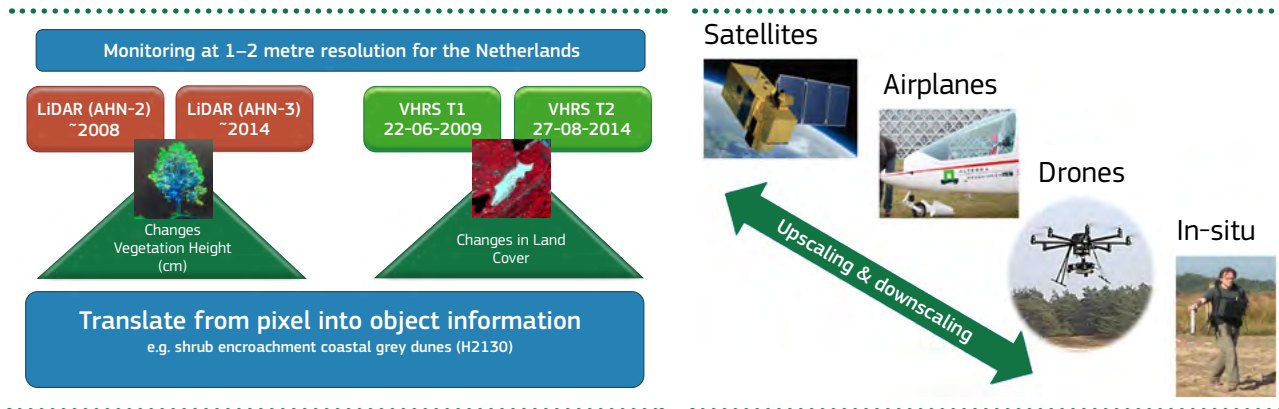 Monitoring at 1–2 metre resolution for the Netherlands
LiDAR (AHN-2)
~2008
LiDAR (AHN-3)
~2014
VHRS T1
22-06-2009
VHRS T2
27-08-2014
Changes
Vegetation Height
(cm)
Changes in Land
Cover
Translate from pixel into object information
e.g. shrub encroachment coastal grey dunes (H2130)
Satellites
Airplanes
ALTERRA
Drones
In-situ
Upscaling & downscaling